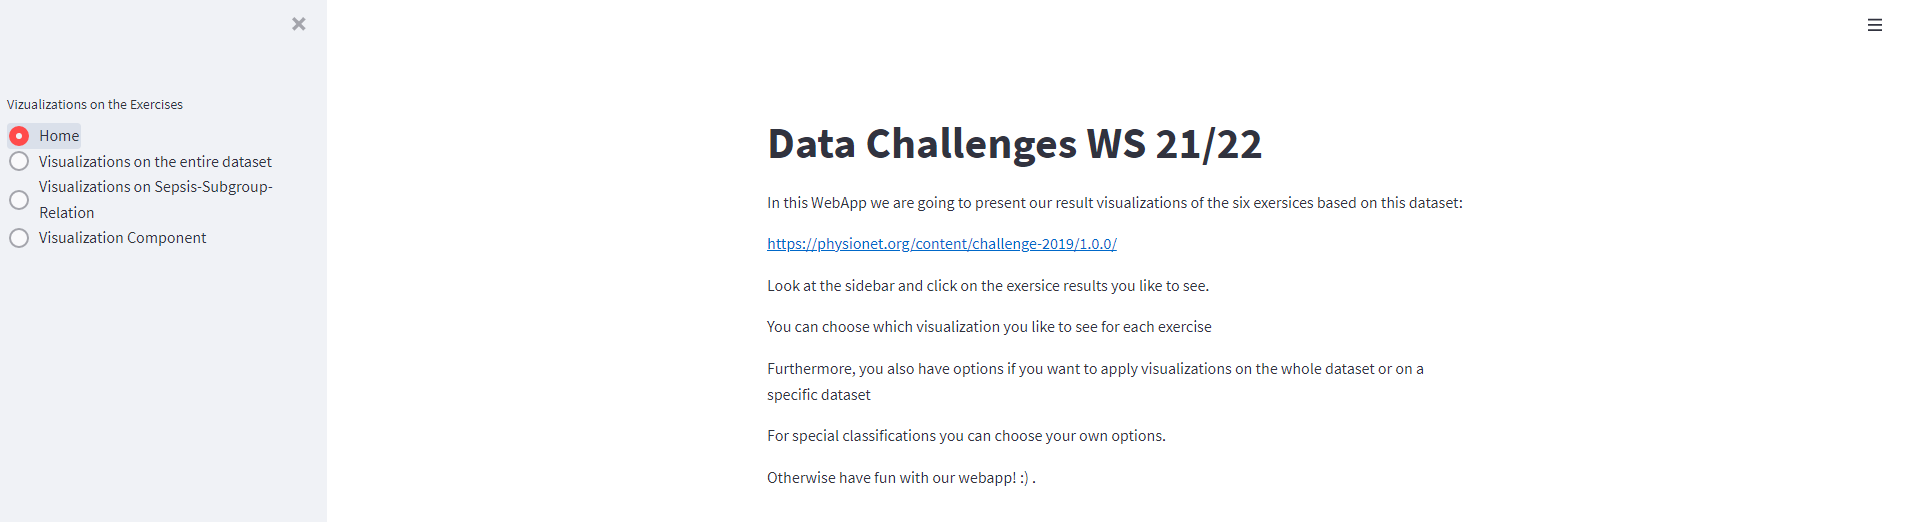 Vizualizations on the Exercises
Home
Visualizations on the entire dataset
Visualizations on Sepsis-Subgroup-
Relation
Visualization Component
Data Challenges WS 21/22
In this WebApp we are going to present our result visualizations of the six exersices based on this dataset:
https://physionet.org/content/challenge-2019/1.0.0/
Look at the sidebar and click on the exersice results you like to see.
You can choose which visualization you like to see for each exercise
Furthermore, you also have options if you want to apply visualizations on the whole dataset or on a
specific dataset
For special classifications you can choose your own options.
Otherwise have fun with our webapp! :) .